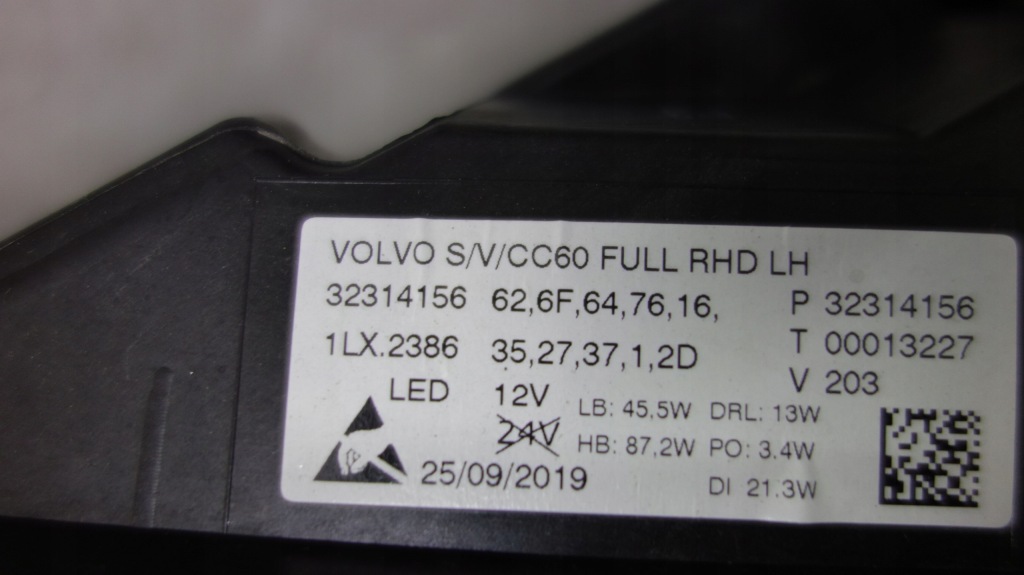 VOLVO S/V/CC60 FULL RHD LH
32314156 62,6F,64,76,16, P 32314156
1LX.2386 35,27,37,1,2D T 00013227
V 203
LED 12V LB: 45,5W DRL: 13W
24V HB: 87,2W PO: 3.4W
25/09/2019 DI 21.3W